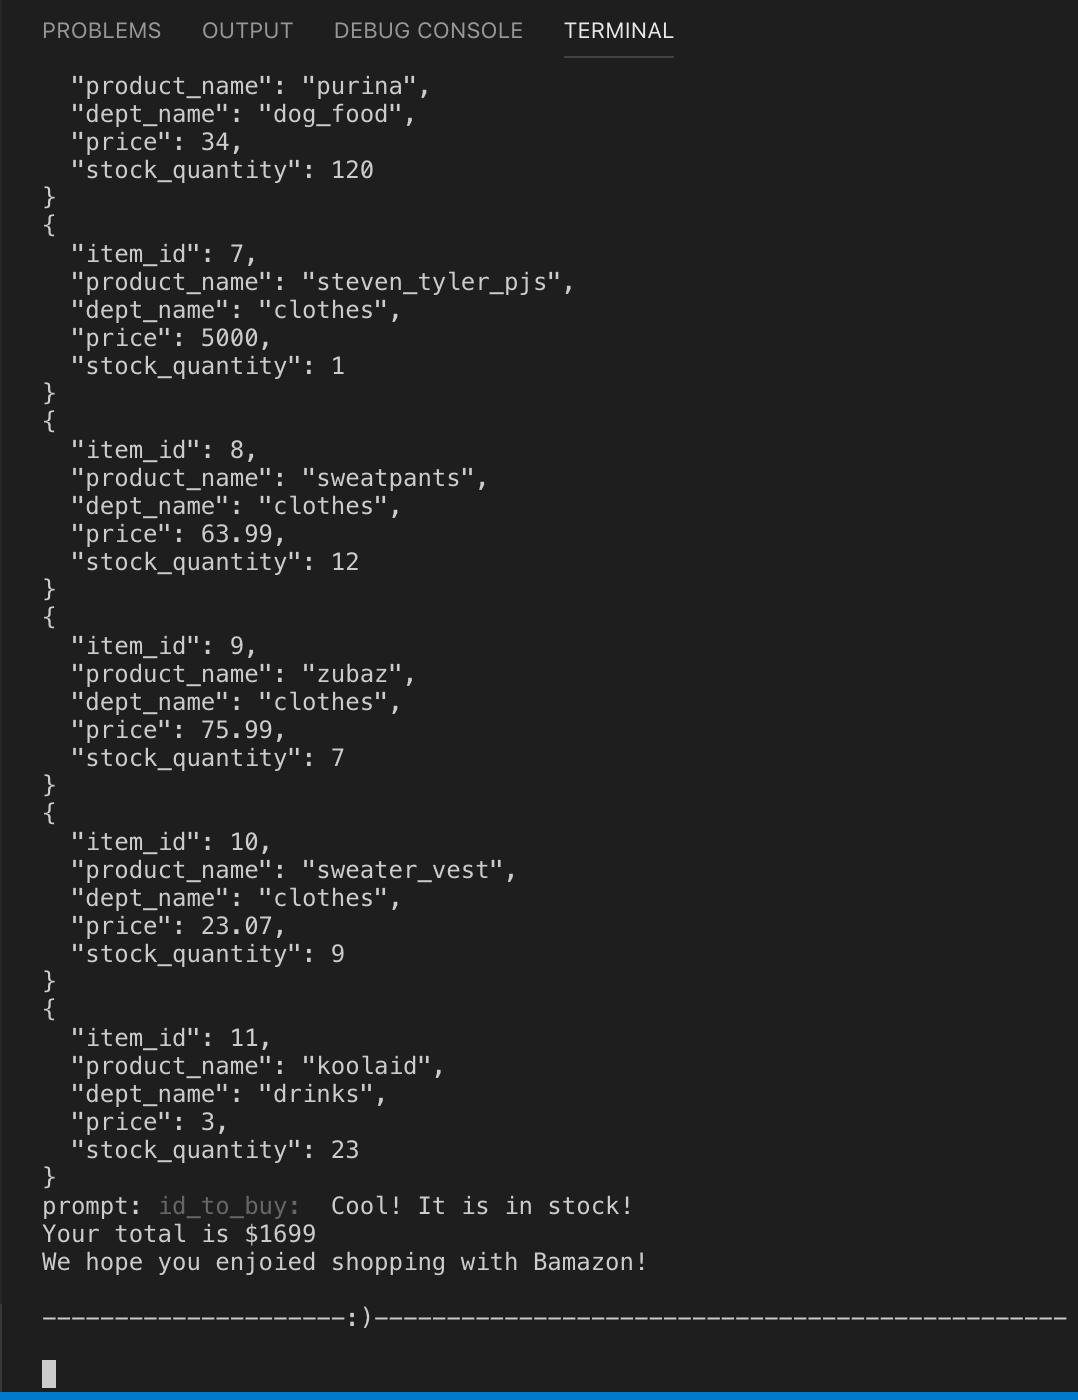 PROBLEMS OUTPUT DEBUG CONSOLE TERMINAL
"product_name": "purina",
"dept_name": "dog_food",
"price": 34,
"stock_quantity": 120
}
{
"item_id": 7,
"product_name": "steven_tyler_pjs",
"dept_name": "clothes",
"price": 5000,
"stock_quantity": 1
}
{
"item_id": 8,
"product_name": "sweatpants",
"dept_name": "clothes",
"price": 63.99,
"stock_quantity": 12
}
{
"item_id": 9,
"product_name": "zubaz",
"dept_name": "clothes",
"price": 75.99,
"stock_quantity": 7
}
{
"item_id": 10,
"product_name": "sweater_vest",
"dept_name": "clothes",
"price": 23.07,
"stock_quantity": 9
}
{
"item_id": 11,
"product_name": "koolaid",
"dept_name": "drinks",
"price": 3,
"stock_quantity": 23
}
prompt: id_to_buy:  Cool! It is in stock!
Your total is $1699
We hope you enjoied shopping with Bamazon!
---------------------:)------------------------------------------------